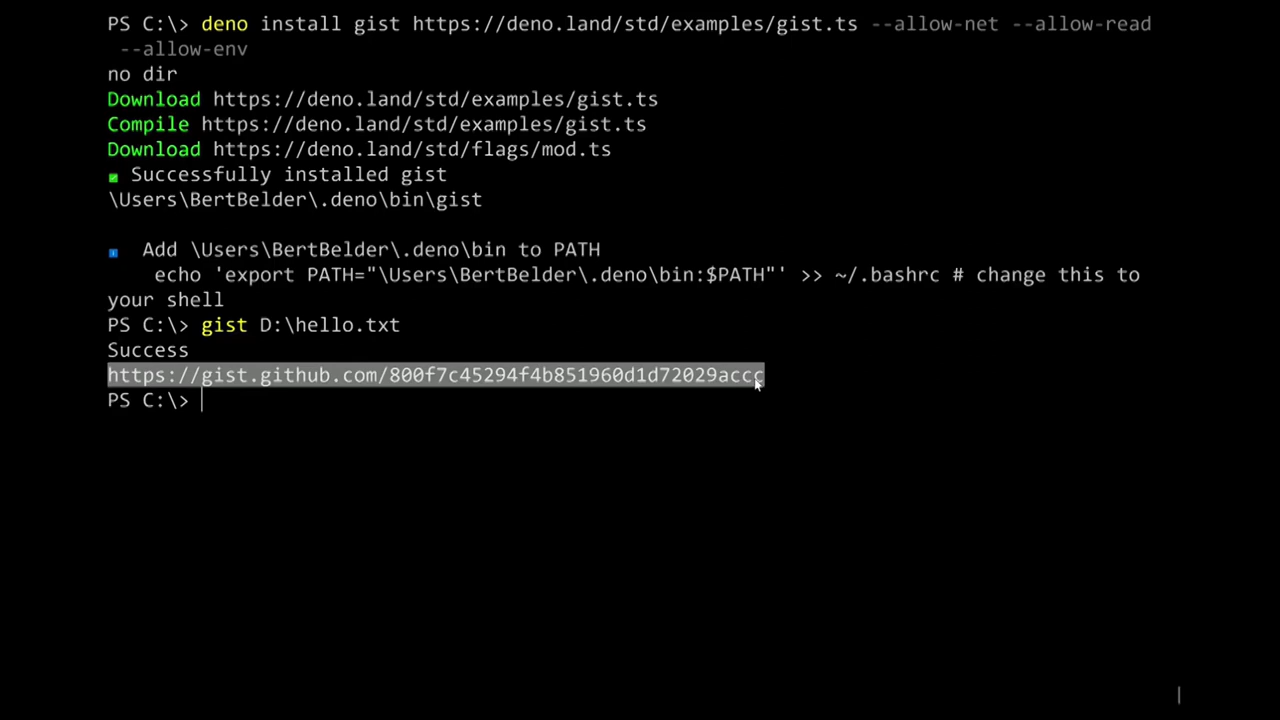 PS C:\> deno install gist https://deno.land/std/examples/gist.ts --allow-net --allow-read
--allow-env
no dir
Download https://deno.land/std/examples/gist.ts
Compile https://deno.land/std/examples/gist.ts
Download https://deno.land/std/flags/mod.ts
✅ Successfully installed gist
\Users\BertBelder\.deno\bin\gist
ℹ️ Add \Users\BertBelder\.deno\bin to PATH
echo 'export PATH="\Users\BertBelder\.deno\bin:$PATH"' >> ~/.bashrc # change this to
your shell
PS C:\> gist D:\hello.txt
Success
https://gist.github.com/800f7c45294f4b851960d1d72029accc
PS C:\>